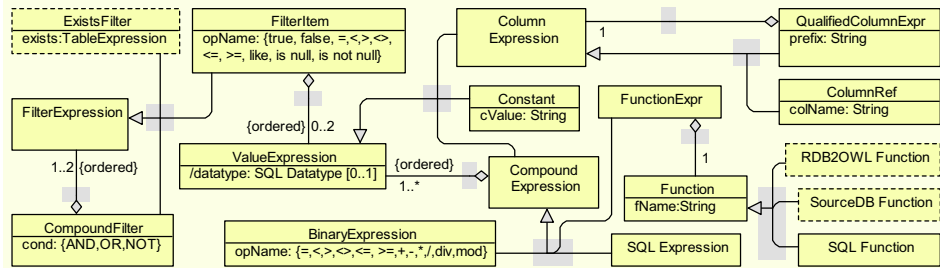 ExistsFilter
exists:TableExpression
FilterItem
opName: {true, false, =,<,>,<>,
<=, >=, like, is null, is not null}
Column
Expression
1
QualifiedColumnExpr
prefix: String
ColumnRef
colName: String
Constant
cValue: String
FunctionExpr
FilterExpression
{ordered} 0..2
1..2 {ordered}
ValueExpression
/datatype: SQL Datatype [0..1]
{ordered}
1..*
Compound
Expression
1
Function
fName:String
RDB2OWL Function
SourceDB Function
SQL Function
CompoundFilter
cond: {AND,OR,NOT}
BinaryExpression
opName: {=,<,>,<>,<=, >=,+,-,*,/,div,mod}
SQL Expression